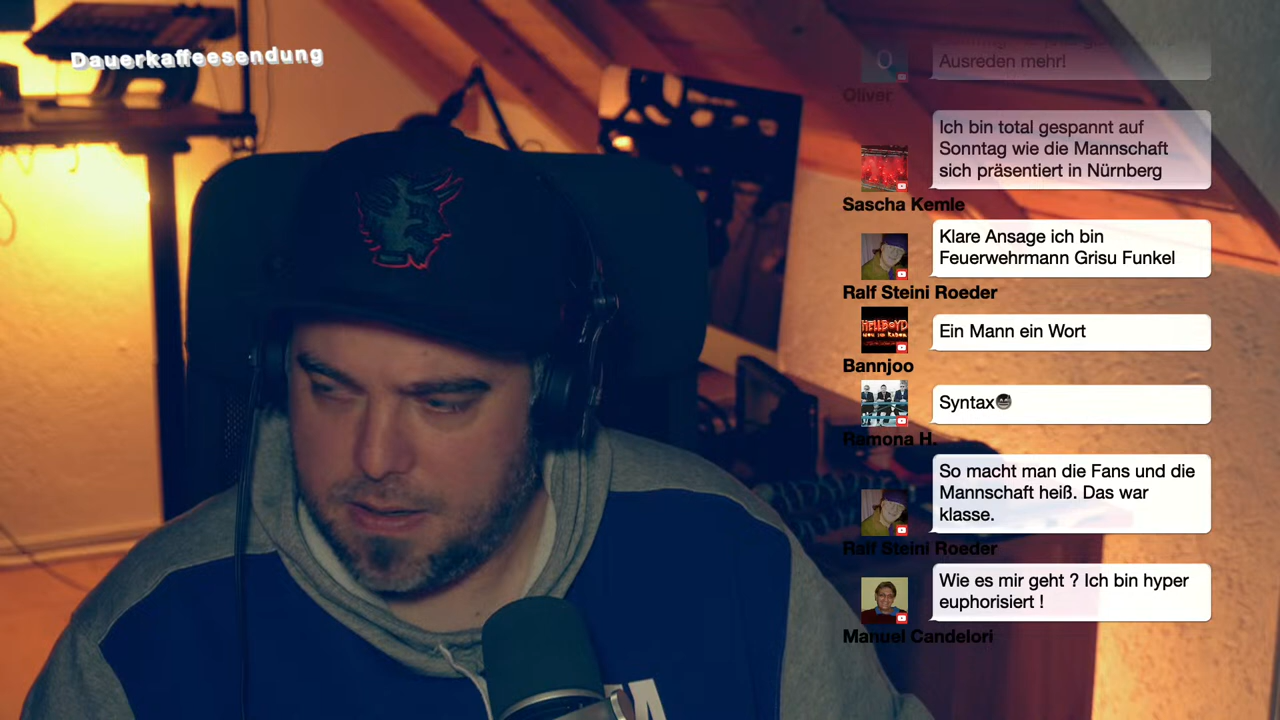 Dauerkaffeesendung
Ausreden mehr!
Oliver
Ich bin total gespannt auf
Sonntag wie die Mannschaft
sich präsentiert in Nürnberg
Sascha Kemle
Klare Ansage ich bin
Feuerwehrmann Grisu Funkel
Ralf Steini Roeder
HELLBOYD
Ein Mann ein Wort
Bannjoo
Syntax
Ramona H.
So macht man die Fans und die
Mannschaft heiß. Das war
klasse.
Ralf Steini Roeder
Wie es mir geht ? Ich bin hyper
euphorisiert !
Manuel Candelori